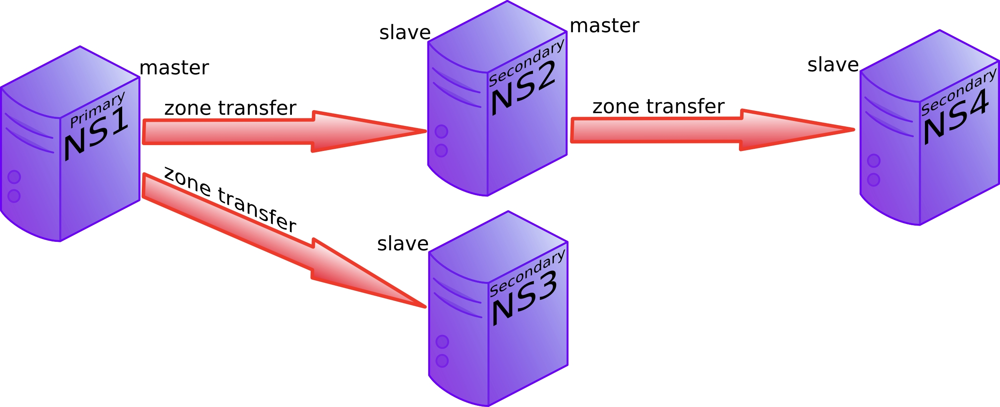 master
Primary
NS1
zone transfer
zone transfer
slave
master
Secondary
NS2
zone transfer
slave
Secondary
NS3
slave
Secondary
NS4